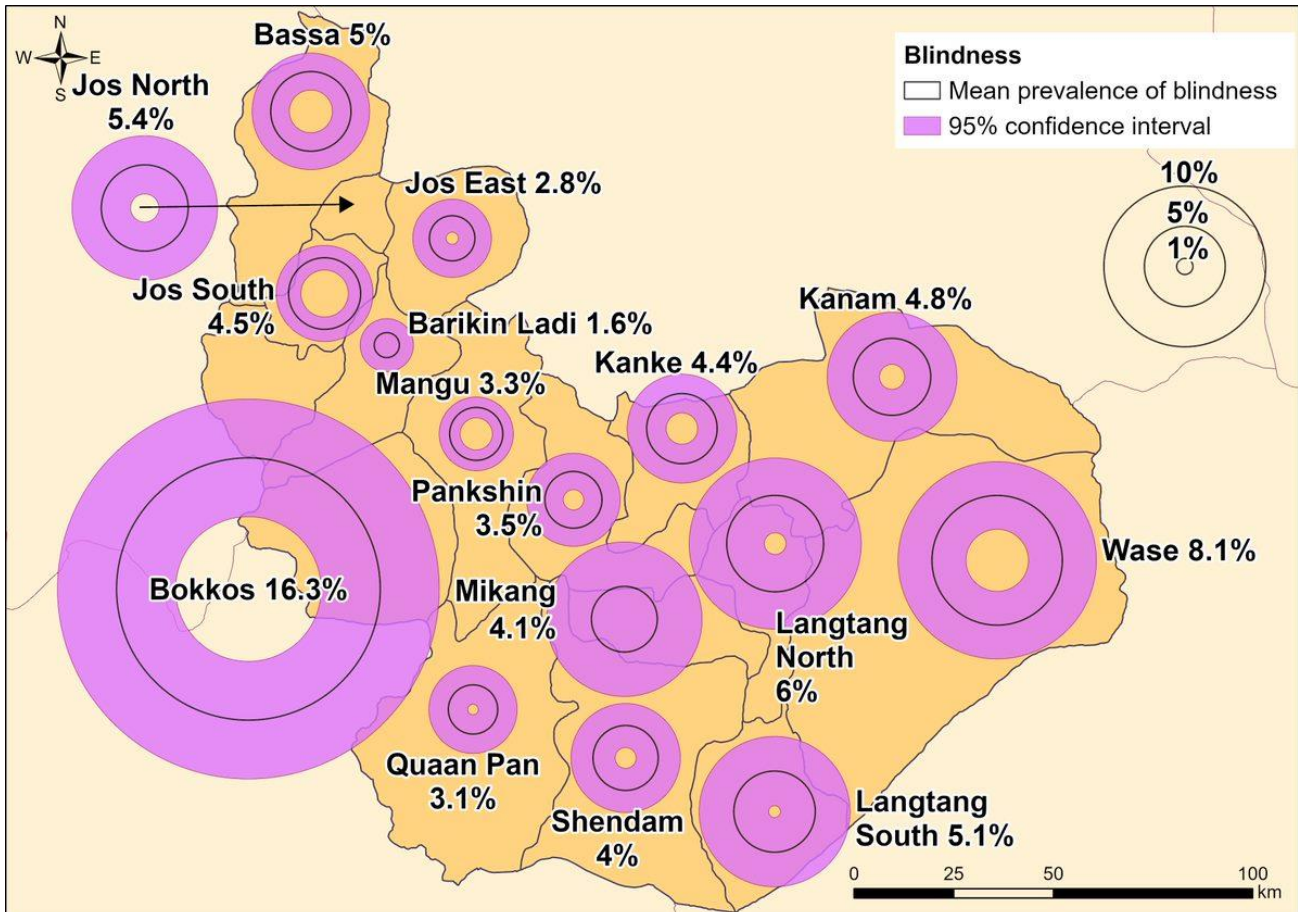 N
W E
S
Bassa 5%
Jos North
5.4%
Jos East 2.8%
Jos South
4.5%
Barikin Ladi 1.6%
Mangu 3.3%
Kanke 4.4%
Kanam 4.8%
Pankshin
3.5%
Bokkos 16.3%
Mikang
4.1%
Langtang
North
6%
Wase 8.1%
Quaan Pan
3.1%
Shendam
4%
Langtang
South 5.1%
Blindness
Mean prevalence of blindness
95% confidence interval
10%
5%
1%
0 25 50 100
km